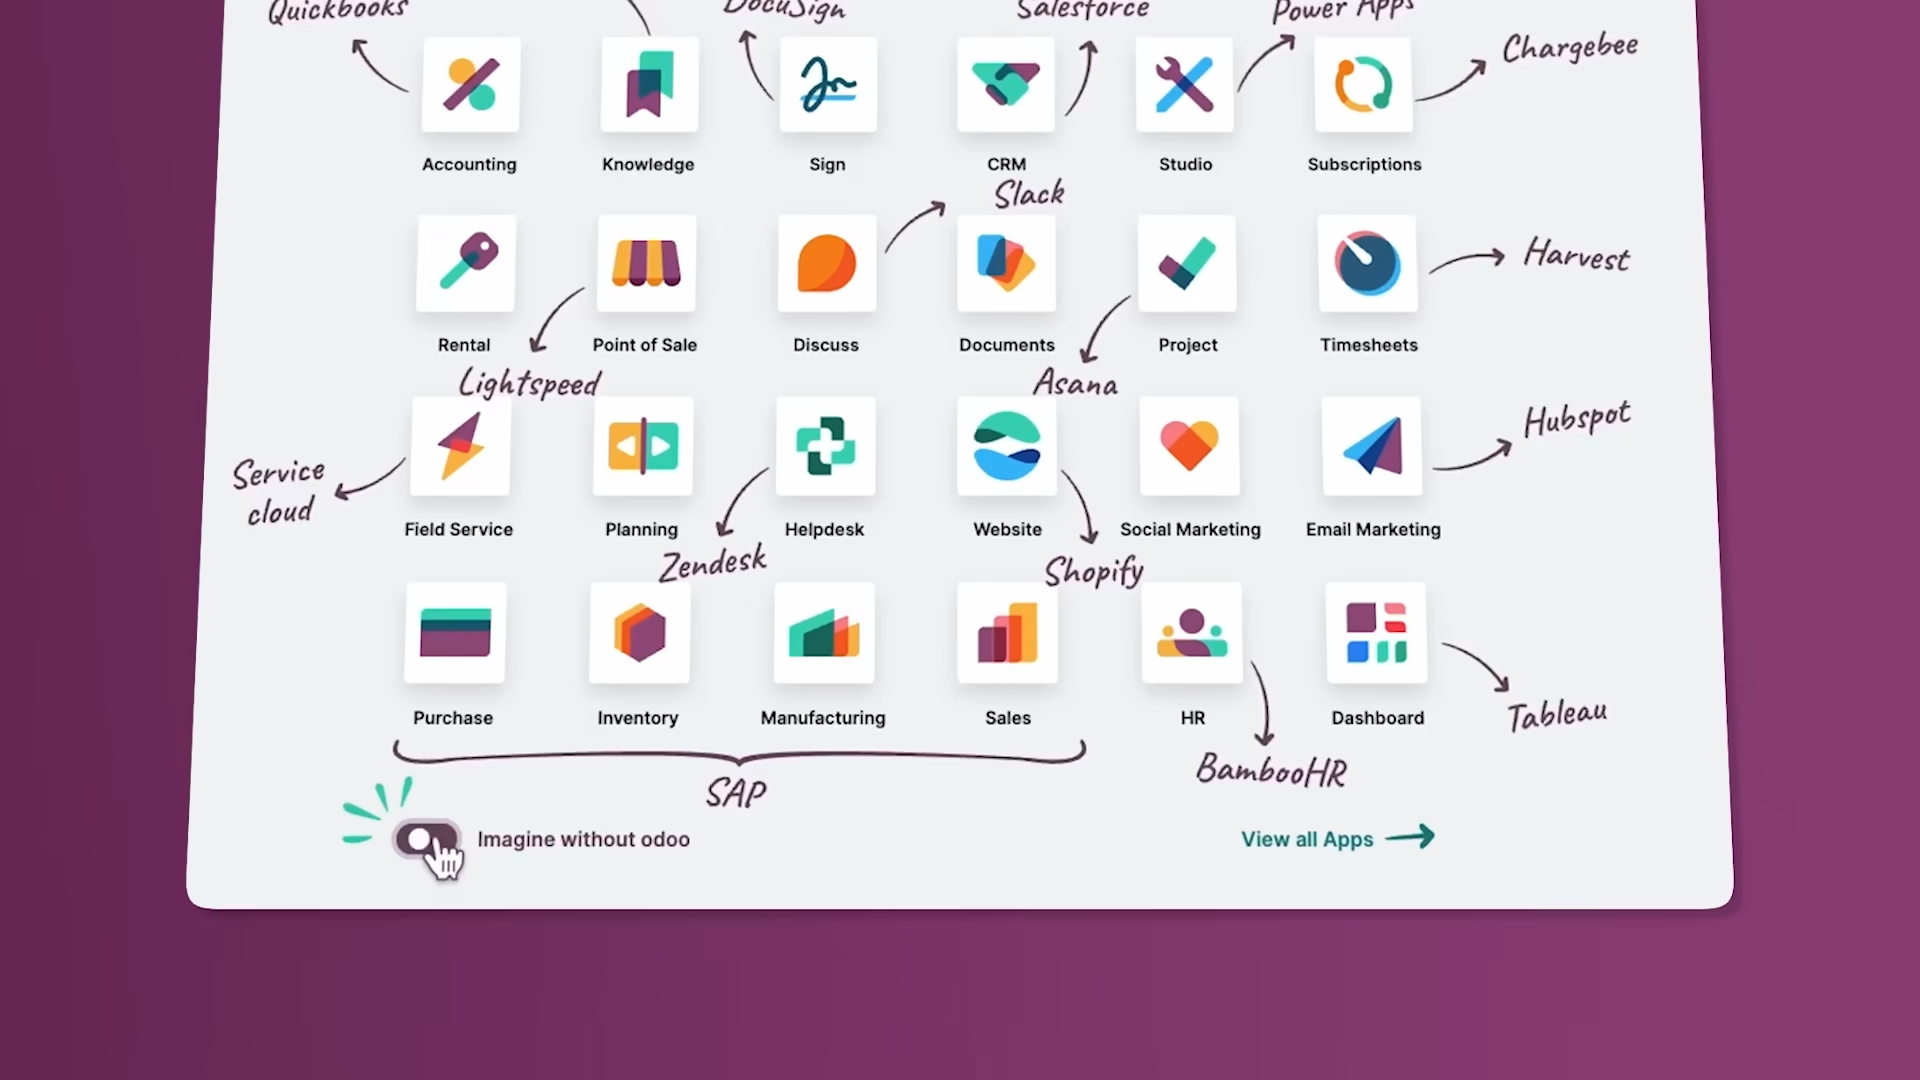 Quickbooks
DocuSign
Salesforce
Power Apps
Chargebee
Accounting
Knowledge
Sign
CRM
Studio
Subscriptions
Slack
Harvest
Rental
Point of Sale
Discuss
Documents
Project
Timesheets
Lightspeed
Asana
Hubspot
Service
cloud
Field Service
Planning
Helpdesk
Website
Social Marketing
Email Marketing
Zendesk
Shopify
Purchase
Inventory
Manufacturing
Sales
HR
Dashboard
Tableau
BambooHR
SAP
Imagine without odoo
View all Apps